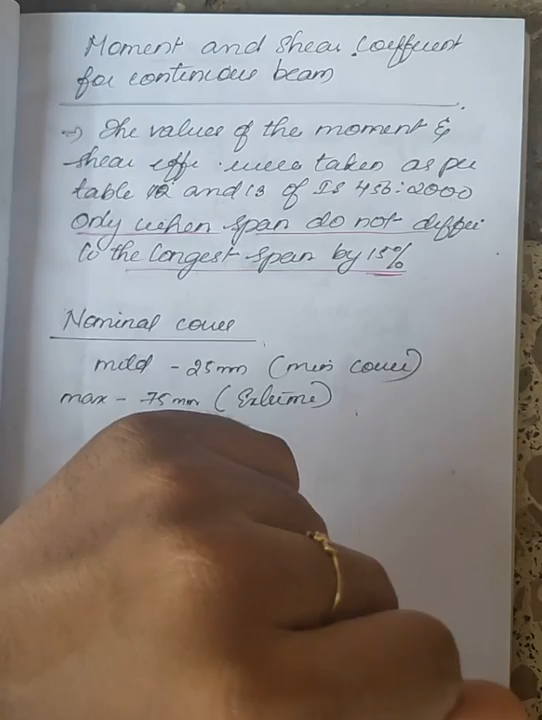 Moment and shear coefficient
for continuous beam
→ The values of the moment &
shear coffi. were taken as per
table 12 and 13 of IS 456:2000
Only when span do not differ
to the longest span by 15%
Nominal cover
mild - 25mm (min cover)
max - 75mm (Extreme)